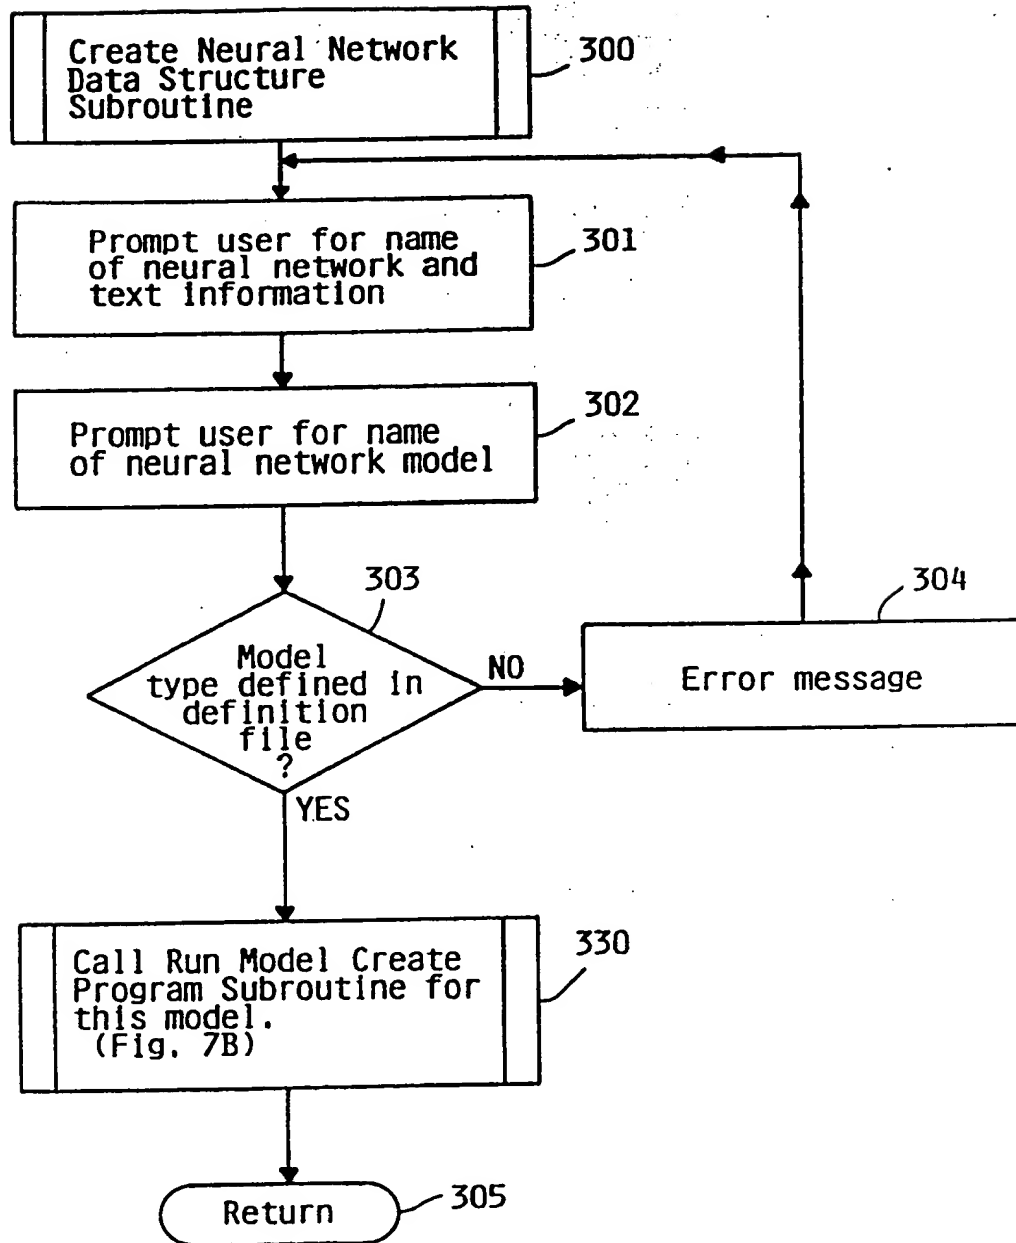 Create Neural Network
Data Structure
Subroutine
300
Prompt user for name
of neural network and
text information
301
Prompt user for name
of neural network model
302
303
Model
type defined in
definition
file
?
NO
YES
304
Error message
Call Run Model Create
Program Subroutine for
this model.
(Fig. 7B)
330
Return
305